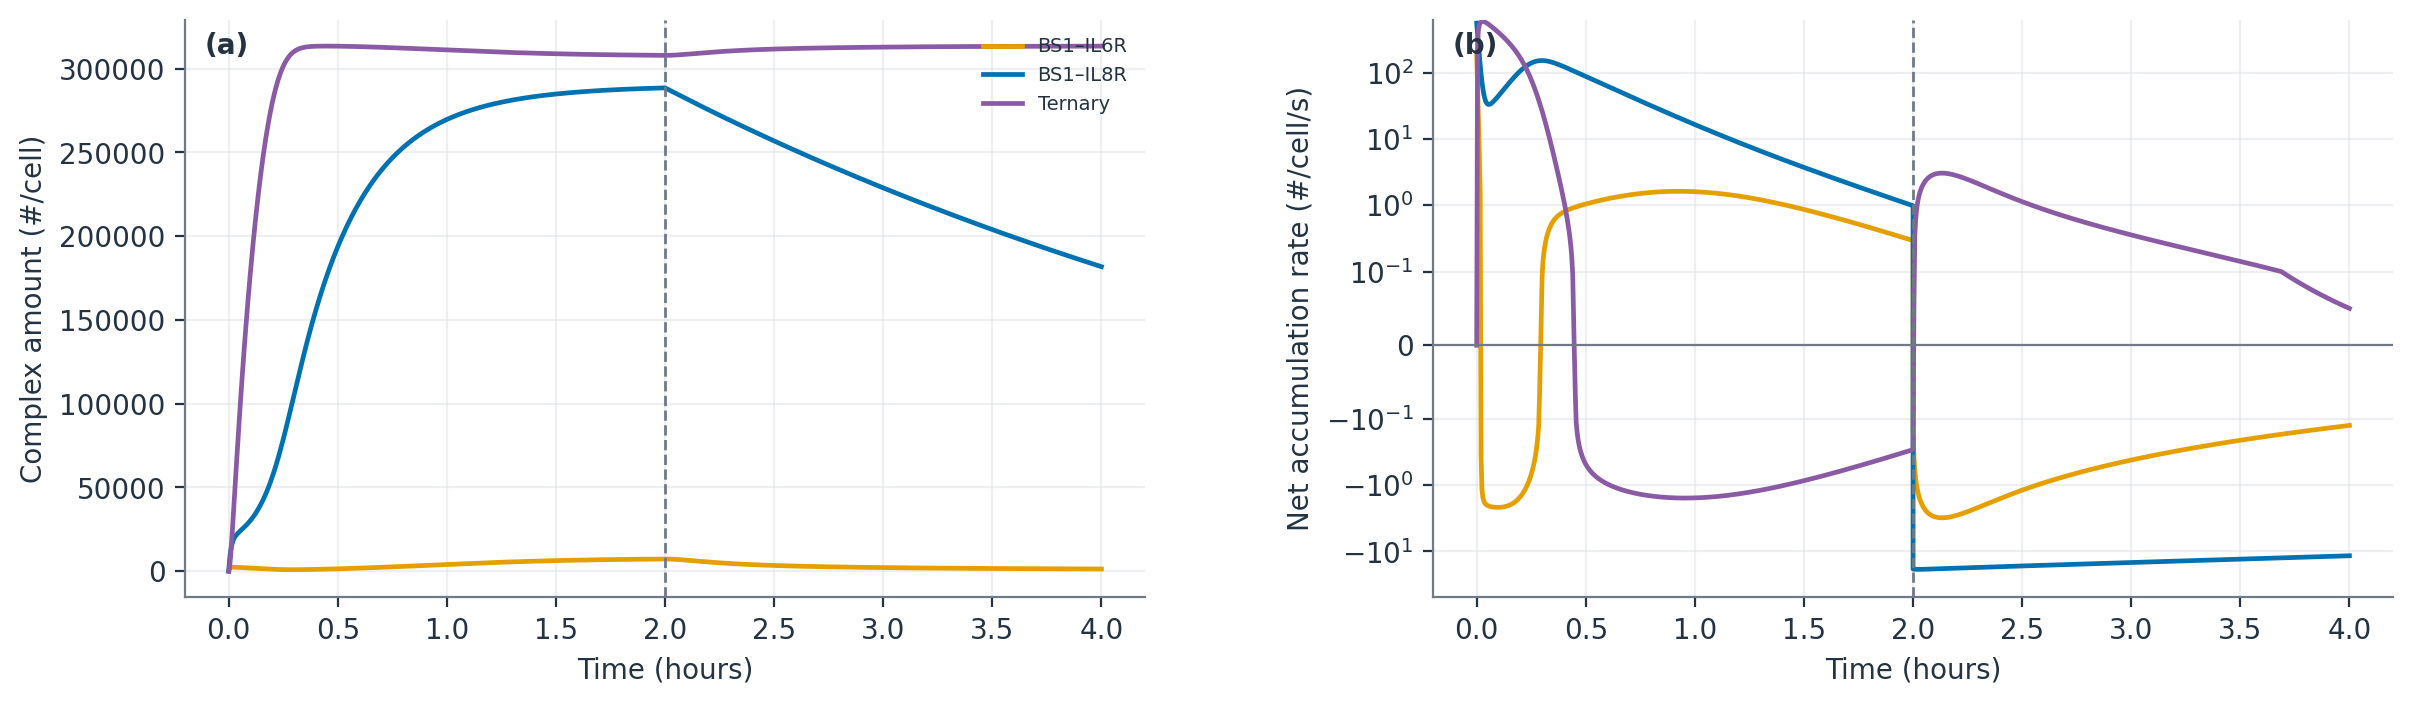 (a)
BS1–IL6R
BS1–IL8R
Ternary
300000
250000
200000
150000
100000
50000
0
Complex amount (#/cell)
0.0 0.5 1.0 1.5 2.0 2.5 3.0 3.5 4.0
Time (hours)
(b)
10²
10¹
10⁰
10⁻¹
0
−10⁻¹
−10⁰
−10¹
Net accumulation rate (#/cell/s)
0.0 0.5 1.0 1.5 2.0 2.5 3.0 3.5 4.0
Time (hours)